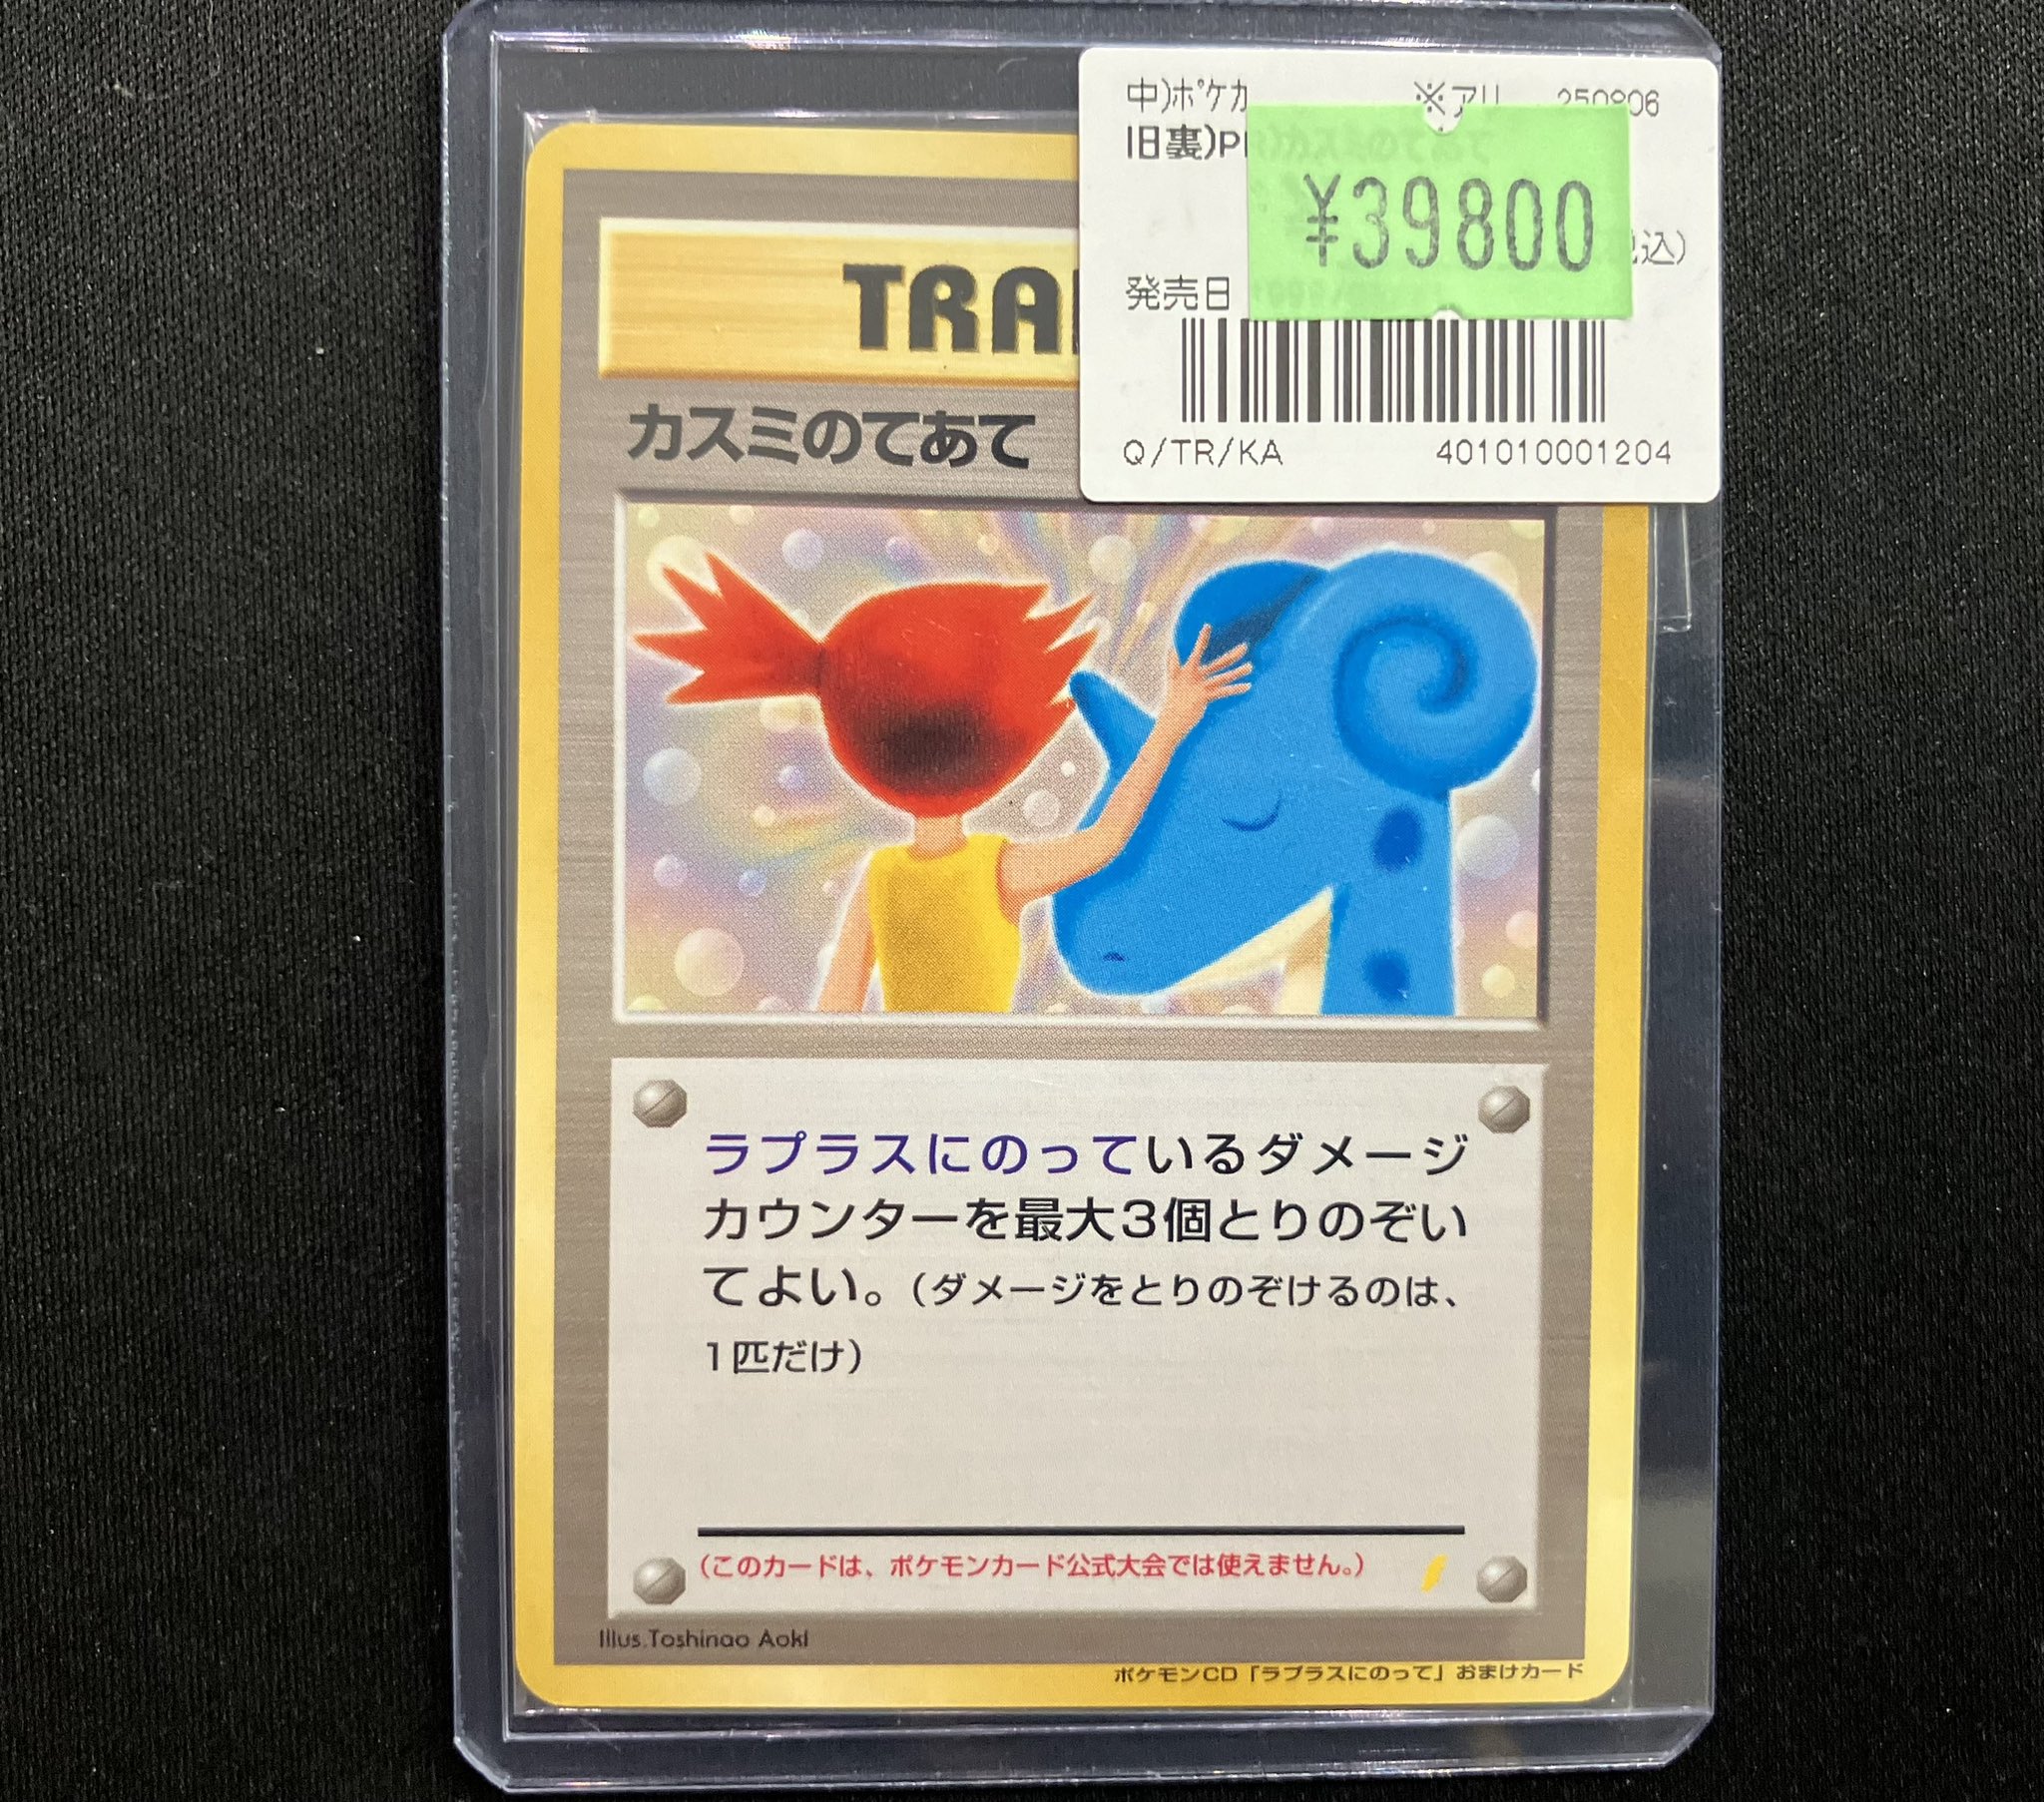 中)ﾎﾟｹｶ ※アリ
旧裏)P
¥39800
込)
発売日
Q/TR/KA 401010001204
TRA
カスミのてあて
ラプラスにのっているダメージ
カウンターを最大3個とりのぞい
てよい。(ダメージをとりのぞけるのは、
1匹だけ)
(このカードは、ポケモンカード公式大会では使えません。)
Illus.Toshinao Aoki
ポケモンCD「ラプラスにのって」おまけカード